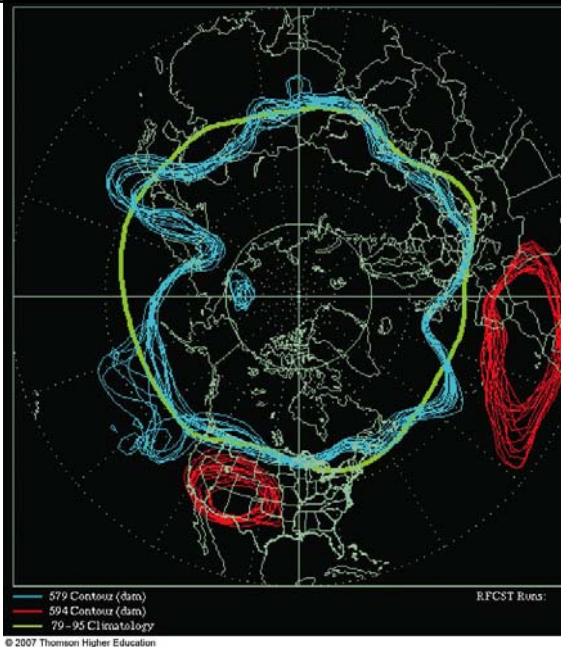 579 Contour (dam)
RFCST Runs:
594 Contour (dam)
79-95 Climatology
© 2007 Thomson Higher Education